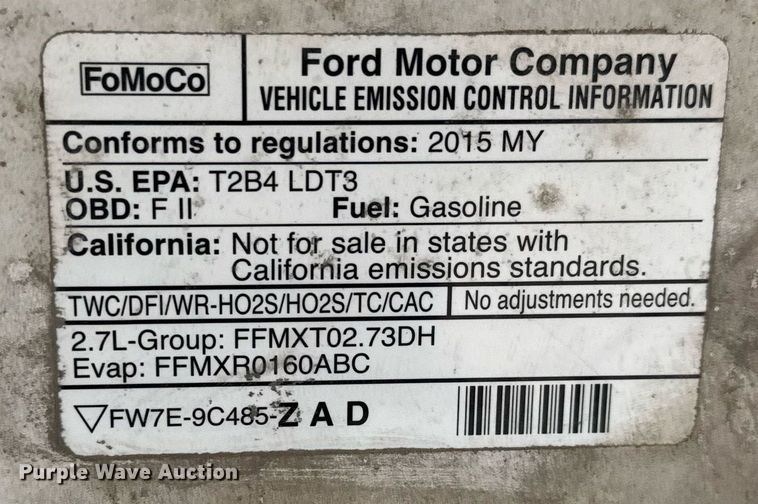 FoMoCo
Ford Motor Company
VEHICLE EMISSION CONTROL INFORMATION
Conforms to regulations: 2015 MY
U.S. EPA: T2B4 LDT3
OBD: F II Fuel: Gasoline
California: Not for sale in states with
California emissions standards.
TWC/DFI/WR-HO2S/HO2S/TC/CAC No adjustments needed.
2.7L-Group: FFMXT02.73DH
Evap: FFMXR0160ABC
▽FW7E-9C485-Z A D
Purple Wave Auction